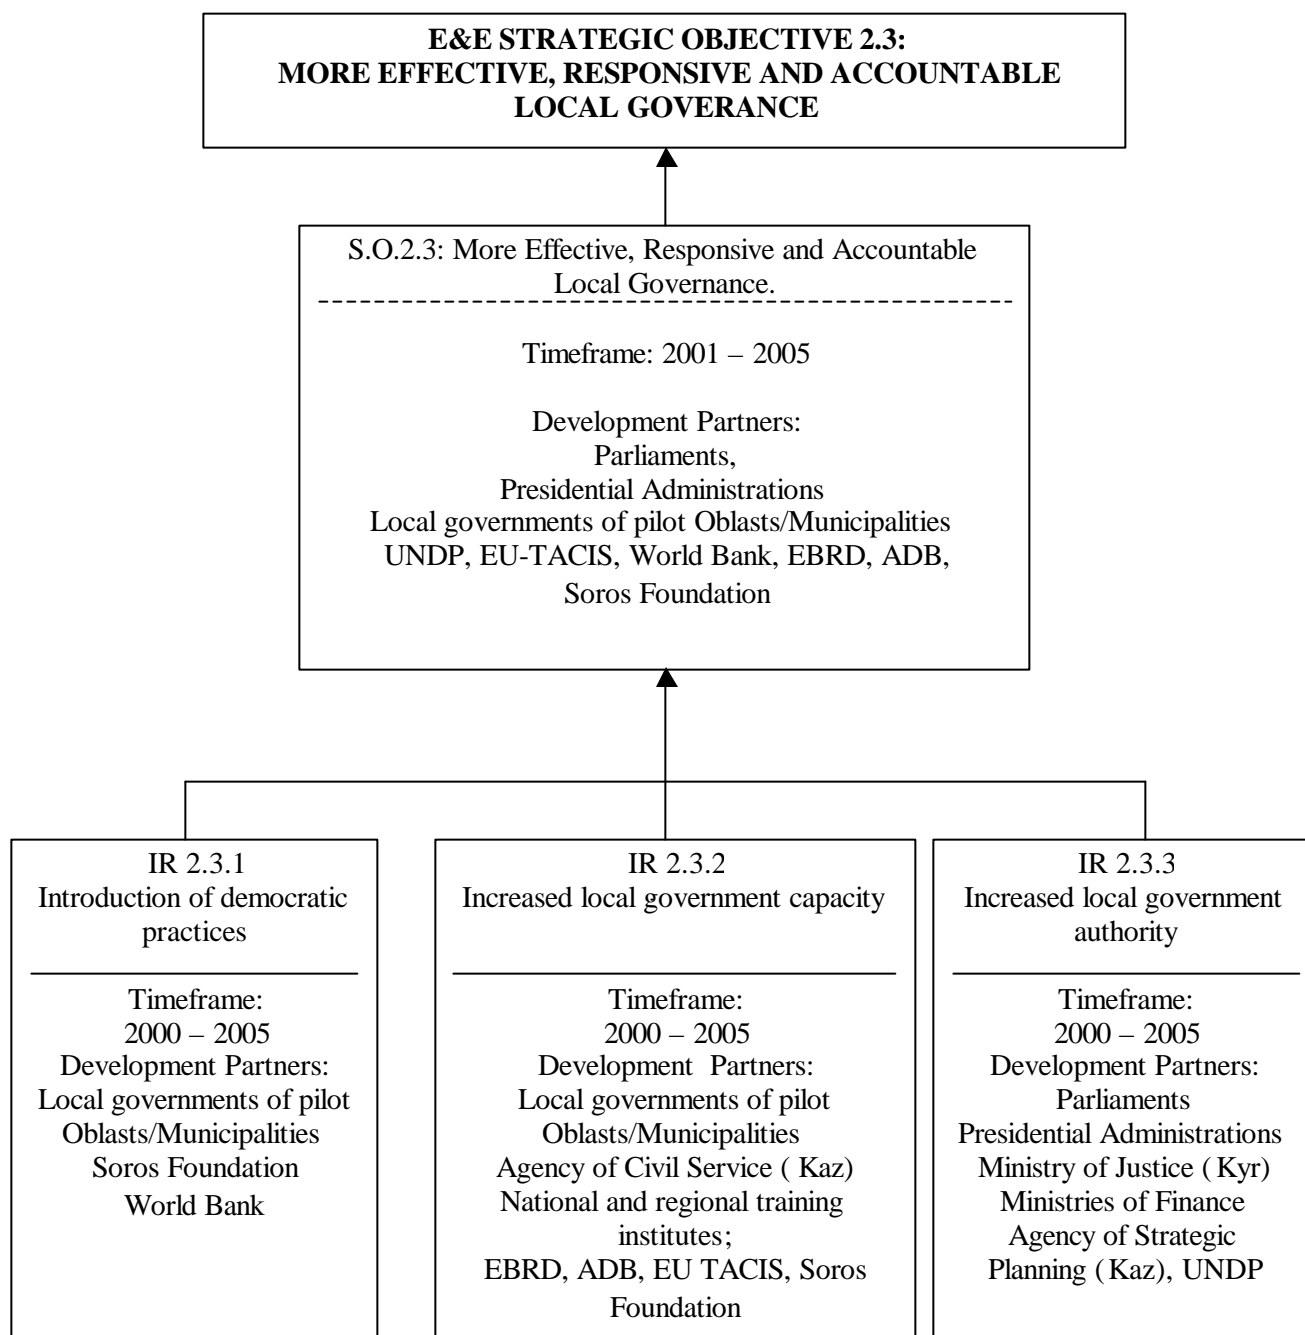 E&E STRATEGIC OBJECTIVE 2.3:
MORE EFFECTIVE, RESPONSIVE AND ACCOUNTABLE
LOCAL GOVERANCE
S.O.2.3: More Effective, Responsive and Accountable
Local Governance.
Timeframe: 2001 – 2005
Development Partners:
Parliaments,
Presidential Administrations
Local governments of pilot Oblasts/Municipalities
UNDP, EU-TACIS, World Bank, EBRD, ADB,
Soros Foundation
IR 2.3.1
Introduction of democratic
practices
Timeframe:
2000 – 2005
Development Partners:
Local governments of pilot
Oblasts/Municipalities
Soros Foundation
World Bank
IR 2.3.2
Increased local government capacity
Timeframe:
2000 – 2005
Development Partners:
Local governments of pilot
Oblasts/Municipalities
Agency of Civil Service ( Kaz)
National and regional training
institutes;
EBRD, ADB, EU TACIS, Soros
Foundation
IR 2.3.3
Increased local government
authority
Timeframe:
2000 – 2005
Development Partners:
Parliaments
Presidential Administrations
Ministry of Justice ( Kyr)
Ministries of Finance
Agency of Strategic
Planning ( Kaz), UNDP